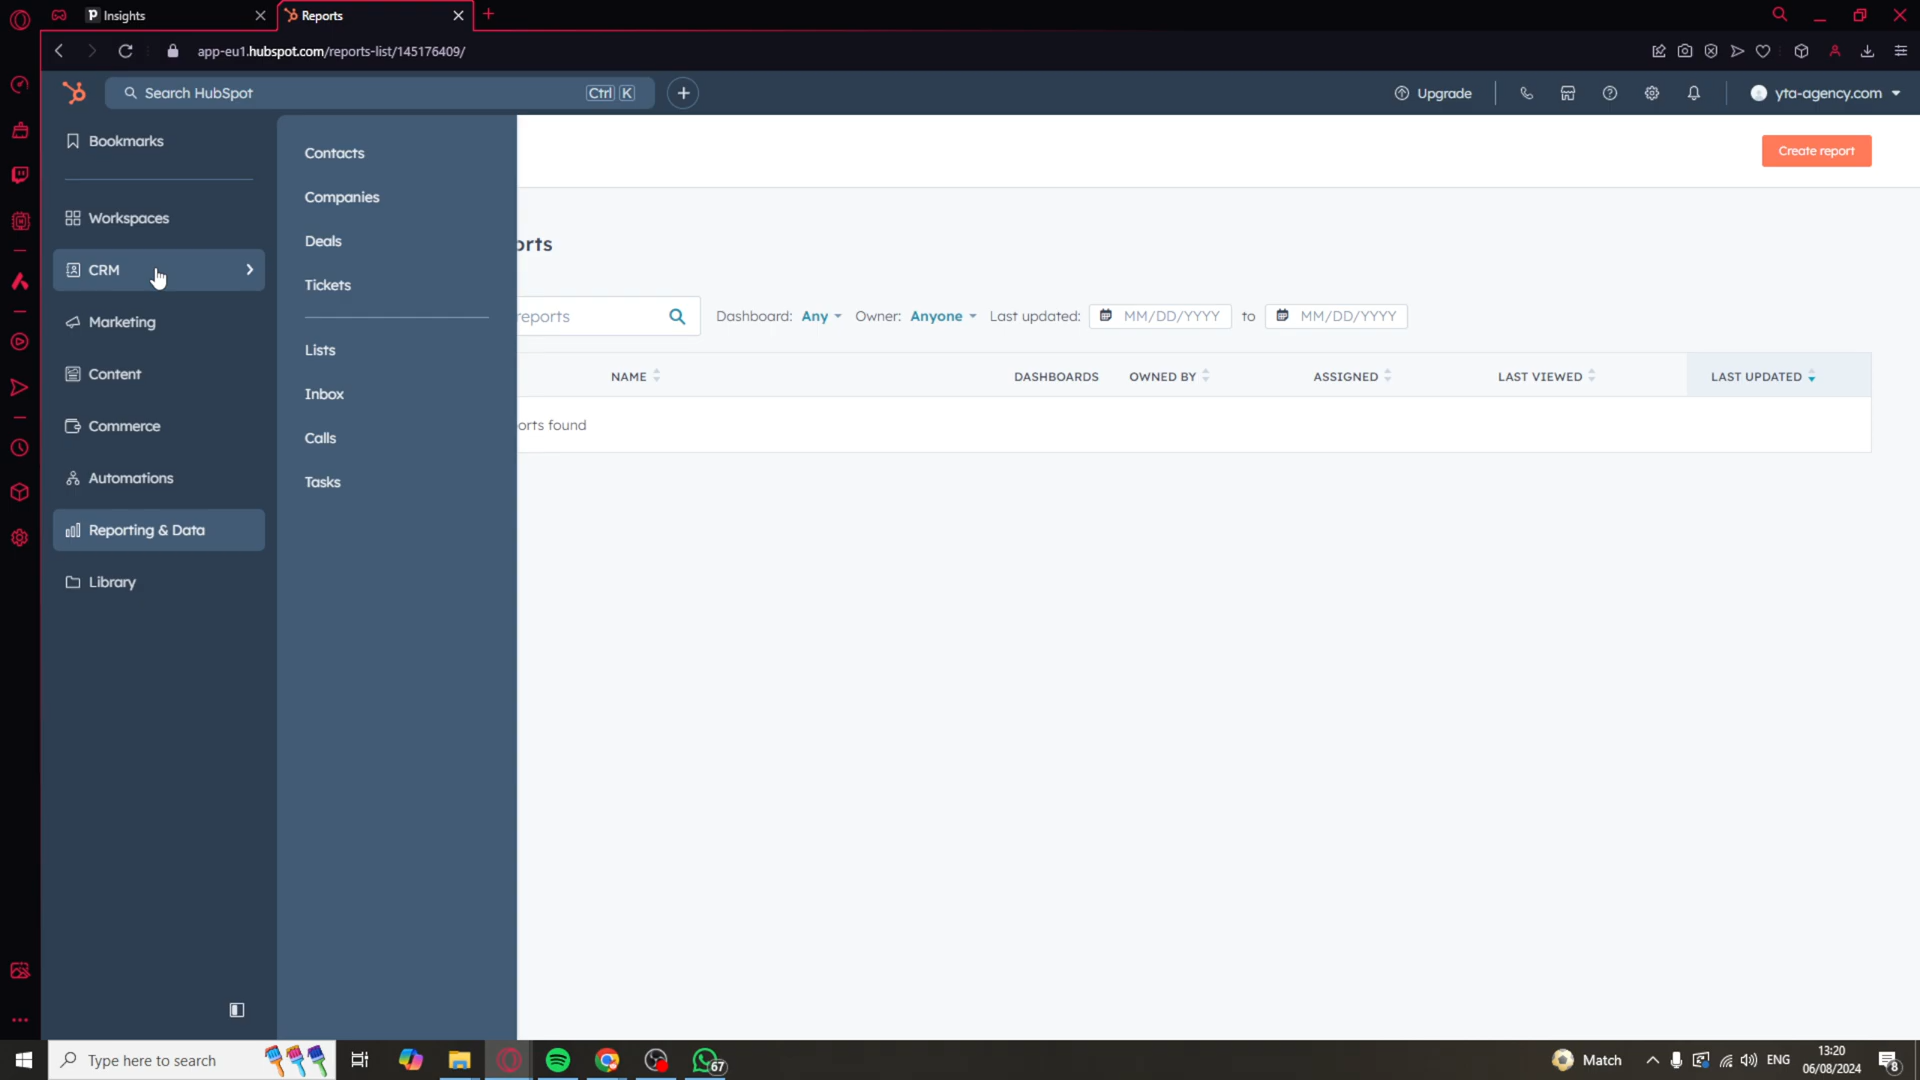 Insights
Reports
app-eu1.hubspot.com/reports-list/145176409/
Search HubSpot
Ctrl K
Upgrade
yta-agency.com
Bookmarks
Workspaces
CRM
Marketing
Content
Commerce
Automations
Reporting & Data
Library
Contacts
Companies
Deals
Tickets
Lists
Inbox
Calls
Tasks
Create report
orts
reports
Dashboard: Any Owner: Anyone Last updated: MM/DD/YYYY to MM/DD/YYYY
NAME DASHBOARDS OWNED BY ASSIGNED LAST VIEWED LAST UPDATED
orts found
Type here to search
67
Match
ENG
13:20
06/08/2024
8